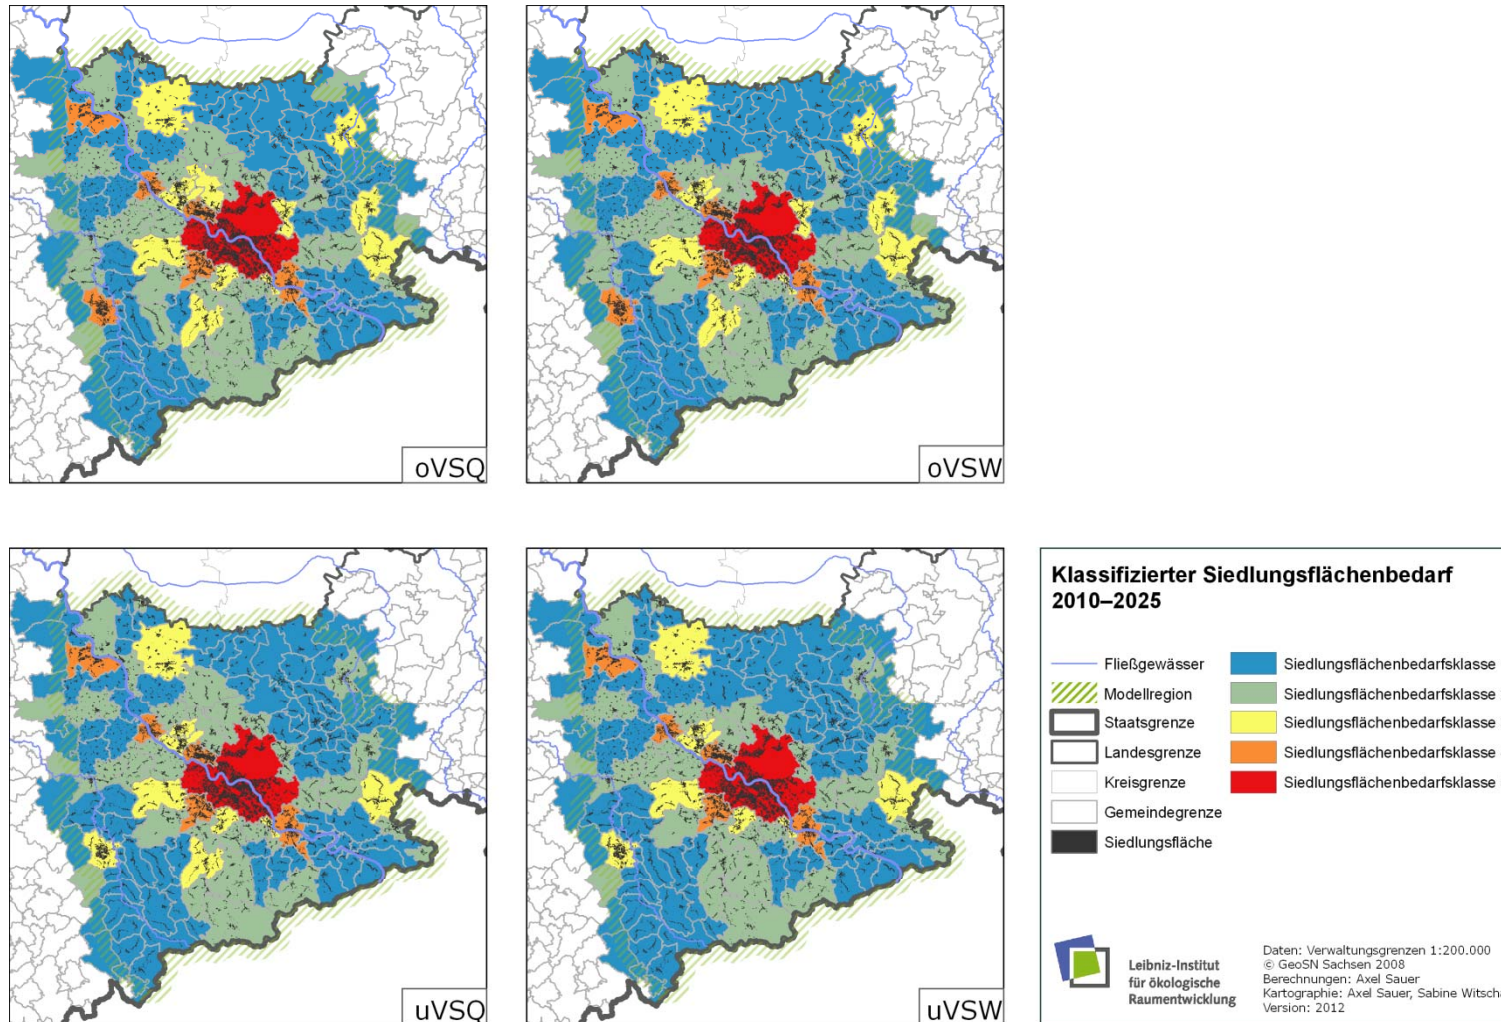 oVSQ
oVSW
uVSQ
uVSW
Klassifizierter Siedlungsflächenbedarf
2010–2025
Fließgewässer
Modellregion
Staatsgrenze
Landesgrenze
Kreisgrenze
Gemeindegrenze
Siedlungsfläche
Siedlungsflächenbedarfsklasse
Siedlungsflächenbedarfsklasse
Siedlungsflächenbedarfsklasse
Siedlungsflächenbedarfsklasse
Siedlungsflächenbedarfsklasse
Leibniz-Institut
für ökologische
Raumentwicklung
Daten: Verwaltungsgrenzen 1:200.000
© GeoSN Sachsen 2008
Berechnungen: Axel Sauer
Kartographie: Axel Sauer, Sabine
Version: 2012